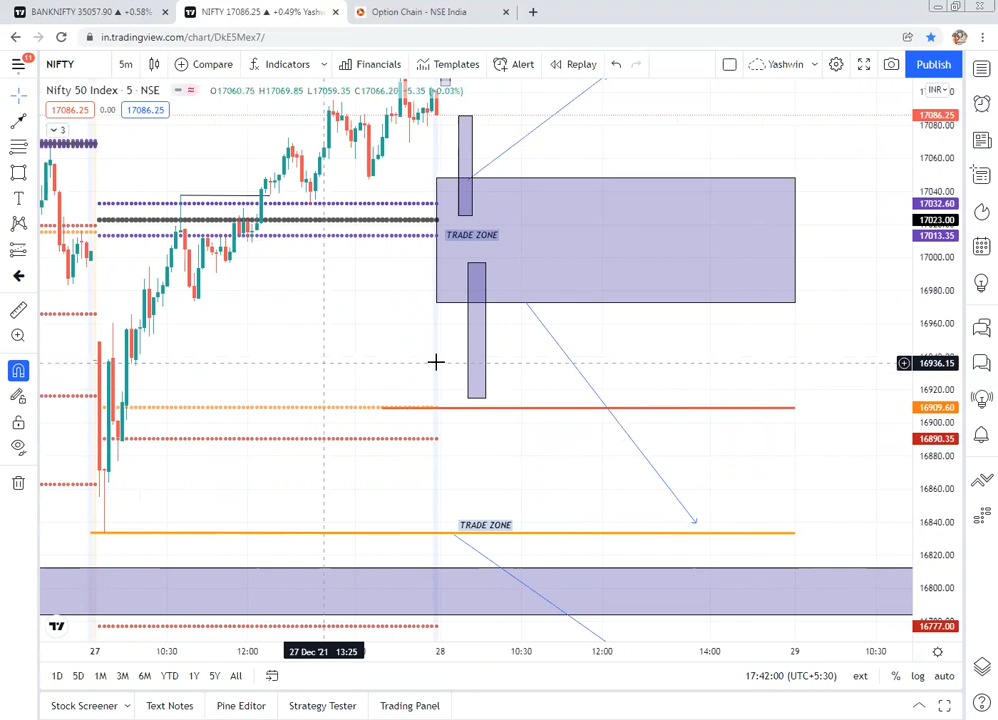 BANKNIFTY 35057.90 ▲ +0.58%
NIFTY 17086.25 ▲ +0.49% Yashw
Option Chain - NSE India
in.tradingview.com/chart/DkE5Mex7/
11
NIFTY
5m
Compare
Indicators
Financials
Templates
Alert
Replay
Yashwin
Publish
Nifty 50 Index · 5 · NSE
O17060.75 H17069.85 L17059.35 C17066.20 −5.35 (−0.03%)
INR
17086.25
0.00
17086.25
3
17086.25
17080.00
17060.00
17040.00
17032.60
17023.00
17013.35
17000.00
16980.00
16960.00
16936.15
16920.00
16909.60
16900.00
16890.35
16880.00
16860.00
16840.00
16820.00
16800.00
16777.00
TRADE ZONE
TRADE ZONE
27
10:30
12:00
27 Dec '21 13:25
28
10:30
12:00
14:00
29
10:30
1D
5D
1M
3M
6M
YTD
1Y
5Y
All
17:42:00 (UTC+5:30)
ext
%
log
auto
Stock Screener
Text Notes
Pine Editor
Strategy Tester
Trading Panel